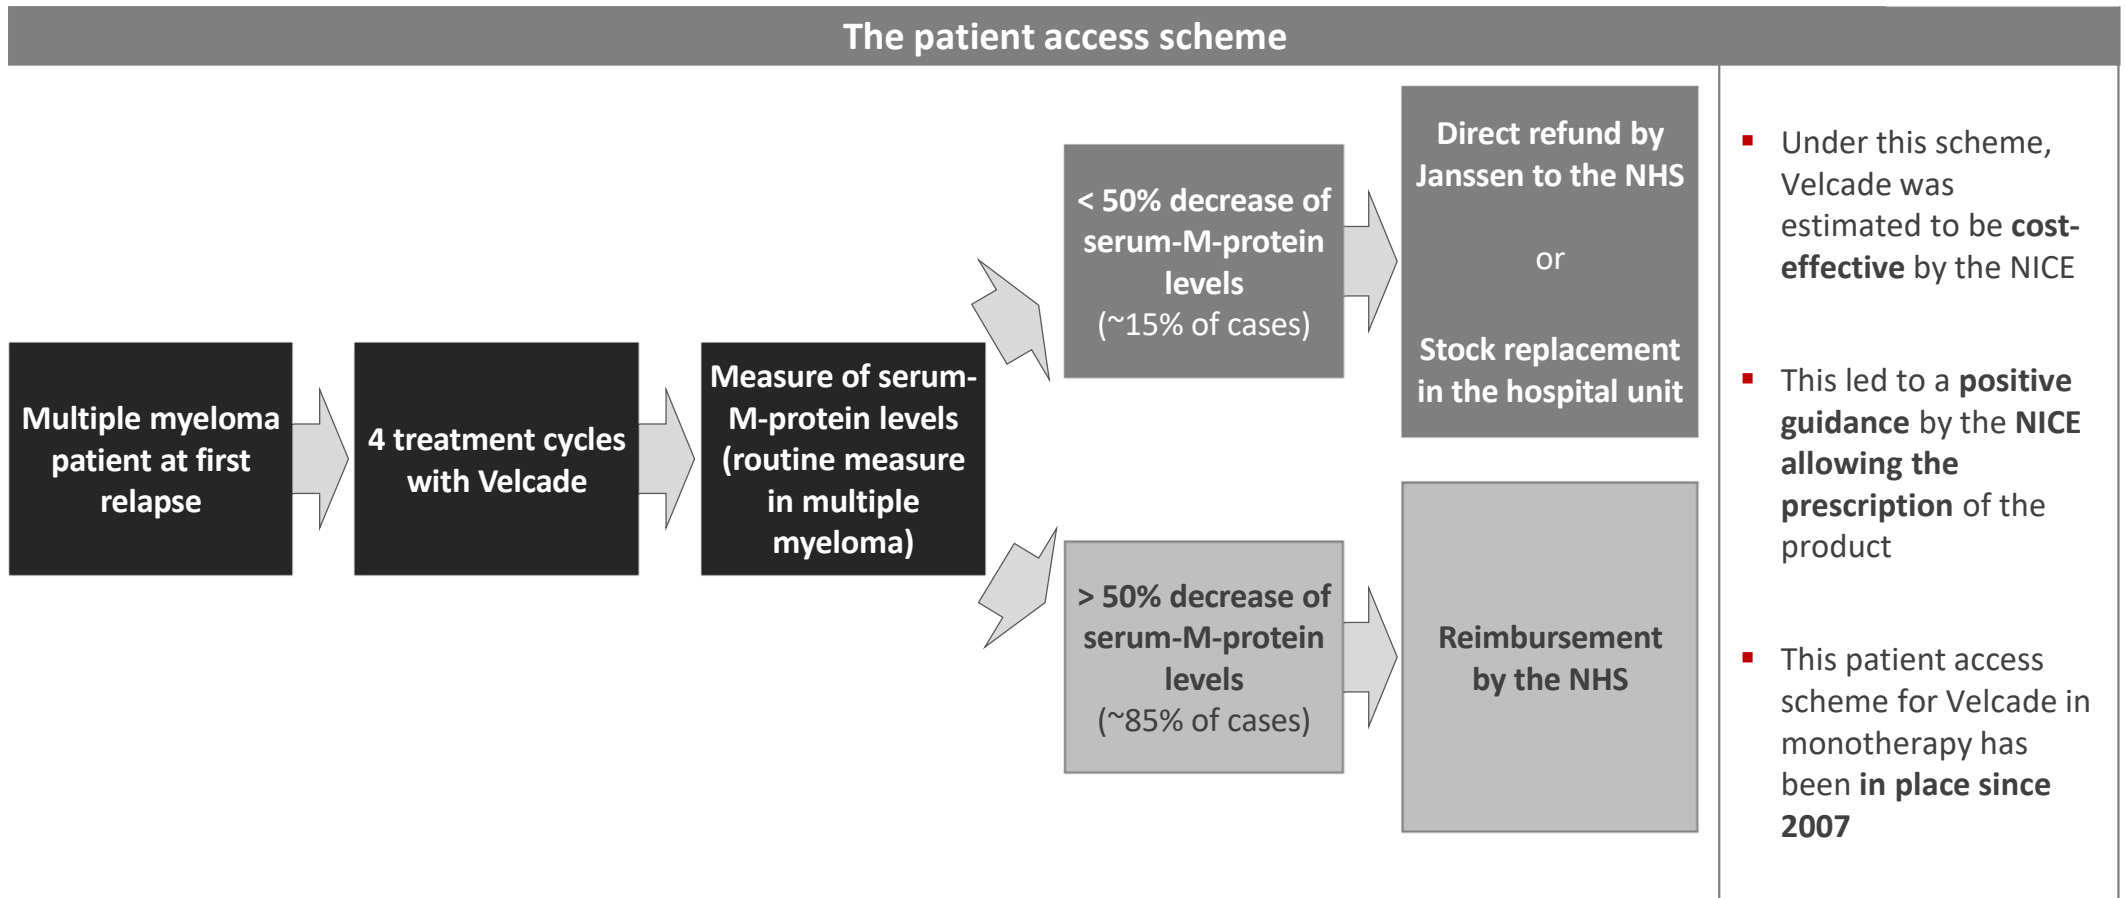 The patient access scheme
Multiple myeloma
patient at first
relapse
4 treatment cycles
with Velcade
Measure of serum-
M-protein levels
(routine measure
in multiple
myeloma)
< 50% decrease of
serum-M-protein
levels
(~15% of cases)
Direct refund by
Janssen to the NHS
or
Stock replacement
in the hospital unit
> 50% decrease of
serum-M-protein
levels
(~85% of cases)
Reimbursement
by the NHS
▪ Under this scheme,
Velcade was
estimated to be cost-
effective by the NICE
▪ This led to a positive
guidance by the NICE
allowing the
prescription of the
product
▪ This patient access
scheme for Velcade in
monotherapy has
been in place since
2007